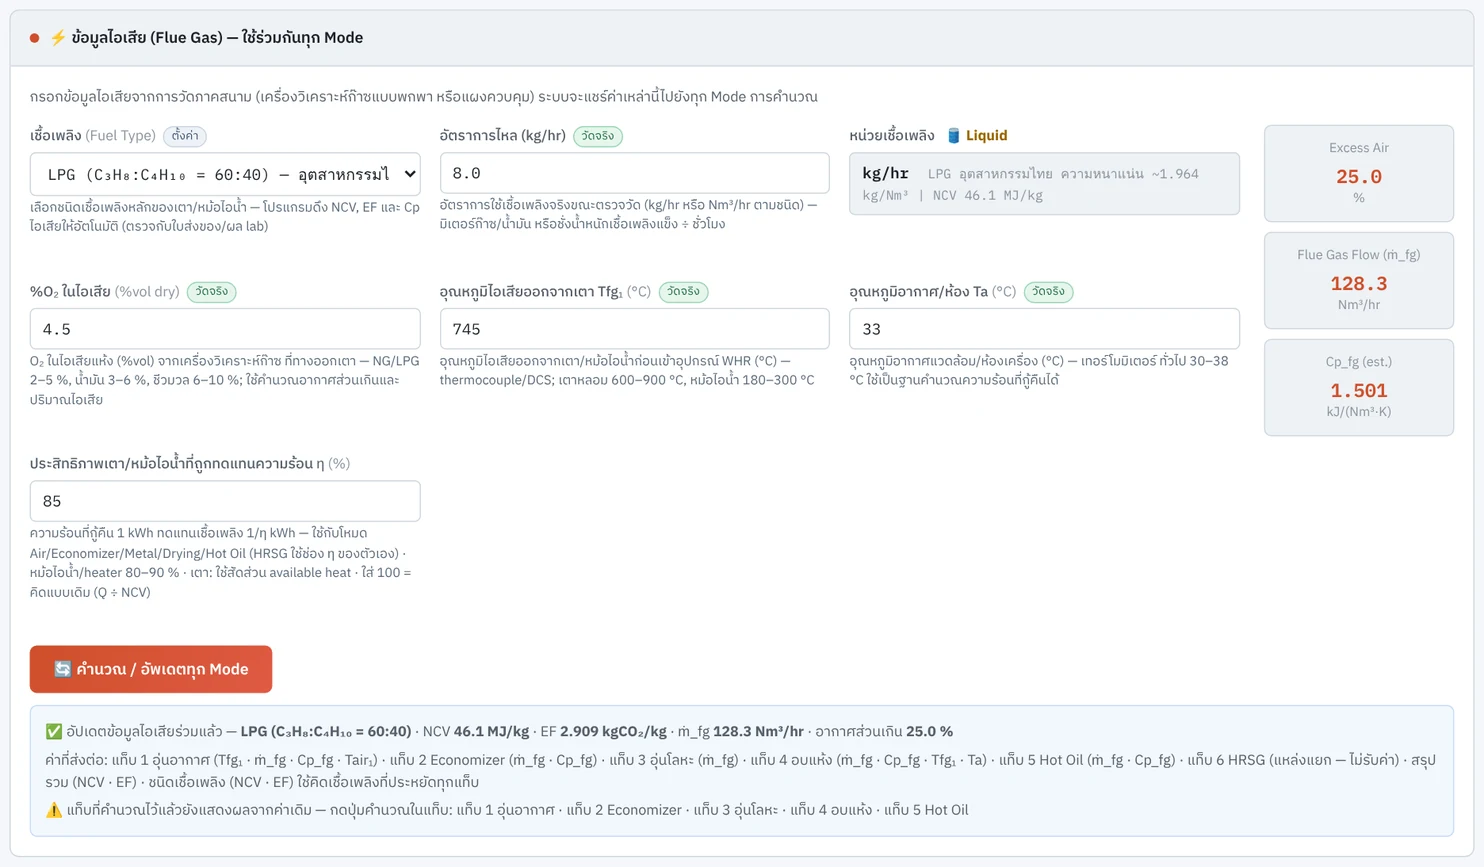 ⚡ ข้อมูลไอเสีย (Flue Gas) — ใช้ร่วมกันทุก Mode
กรอกข้อมูลไอเสียจากการวัดภาคสนาม (เครื่องวิเคราะห์ก๊าซแบบพกพา หรือแผงควบคุม) ระบบจะแชร์ค่าเหล่านี้ไปยังทุก Mode การคำนวณ
เชื้อเพลิง (Fuel Type) ตั้งค่า
LPG (C₃H₈:C₄H₁₀ = 60:40) — อุตสาหกรรมไ
เลือกชนิดเชื้อเพลิงหลักของเตา/หม้อไอน้ำ — โปรแกรมดึง NCV, EF และ Cp
ไอเสียให้อัตโนมัติ (ตรวจกับใบส่งของ/ผล lab)
อัตราการไหล (kg/hr) วัดจริง
8.0
อัตราการใช้เชื้อเพลิงจริงขณะตรวจวัด (kg/hr หรือ Nm³/hr ตามชนิด) —
มิเตอร์ก๊าซ/น้ำมัน หรือชั่งน้ำหนักเชื้อเพลิงแข็ง ÷ ชั่วโมง
หน่วยเชื้อเพลิง 🛢️ Liquid
kg/hr LPG อุตสาหกรรมไทย ความหนาแน่น ~1.964
kg/Nm³ | NCV 46.1 MJ/kg
Excess Air
25.0
%
Flue Gas Flow (ṁ_fg)
128.3
Nm³/hr
Cp_fg (est.)
1.501
kJ/(Nm³·K)
%O₂ ในไอเสีย (%vol dry) วัดจริง
4.5
O₂ ในไอเสียแห้ง (%vol) จากเครื่องวิเคราะห์ก๊าซ ที่ทางออกเตา — NG/LPG
2–5 %, น้ำมัน 3–6 %, ชีวมวล 6–10 %; ใช้คำนวณอากาศส่วนเกินและ
ปริมาณไอเสีย
อุณหภูมิไอเสียออกจากเตา Tfg₁ (°C) วัดจริง
745
อุณหภูมิไอเสียออกจากเตา/หม้อไอน้ำก่อนเข้าอุปกรณ์ WHR (°C) —
thermocouple/DCS; เตาหลอม 600–900 °C, หม้อไอน้ำ 180–300 °C
อุณหภูมิอากาศ/ห้อง Ta (°C) วัดจริง
33
อุณหภูมิอากาศแวดล้อม/ห้องเครื่อง (°C) — เทอร์โมมิเตอร์ ทั่วไป 30–38
°C ใช้เป็นฐานคำนวณความร้อนที่กู้คืนได้
ประสิทธิภาพเตา/หม้อไอน้ำที่ถูกทดแทนความร้อน η (%)
85
ความร้อนที่กู้คืน 1 kWh ทดแทนเชื้อเพลิง 1/η kWh — ใช้กับโหมด
Air/Economizer/Metal/Drying/Hot Oil (HRSG ใช้ช่อง η ของตัวเอง) ·
หม้อไอน้ำ/heater 80–90 % · เตา: ใช้สัดส่วน available heat · ใส่ 100 =
คิดแบบเดิม (Q ÷ NCV)
🔄 คำนวณ / อัพเดตทุก Mode
✅ อัปเดตข้อมูลไอเสียร่วมแล้ว — LPG (C₃H₈:C₄H₁₀ = 60:40) · NCV 46.1 MJ/kg · EF 2.909 kgCO₂/kg · ṁ_fg 128.3 Nm³/hr · อากาศส่วนเกิน 25.0 %
ค่าที่ส่งต่อ: แท็บ 1 อุ่นอากาศ (Tfg₁ · ṁ_fg · Cp_fg · Tair₁) · แท็บ 2 Economizer (ṁ_fg · Cp_fg) · แท็บ 3 อุ่นโลหะ (ṁ_fg) · แท็บ 4 อบแห้ง (ṁ_fg · Cp_fg · Tfg₁ · Ta) · แท็บ 5 Hot Oil (ṁ_fg · Cp_fg) · แท็บ 6 HRSG (แหล่งแยก — ไม่รับค่า) · สรุป
รวม (NCV · EF) · ชนิดเชื้อเพลิง (NCV · EF) ใช้คิดเชื้อเพลิงที่ประหยัดทุกแท็บ
⚠️ แท็บที่คำนวณไว้แล้วยังแสดงผลจากค่าเดิม — กดปุ่มคำนวณในแท็บ: แท็บ 1 อุ่นอากาศ · แท็บ 2 Economizer · แท็บ 3 อุ่นโลหะ · แท็บ 4 อบแห้ง · แท็บ 5 Hot Oil